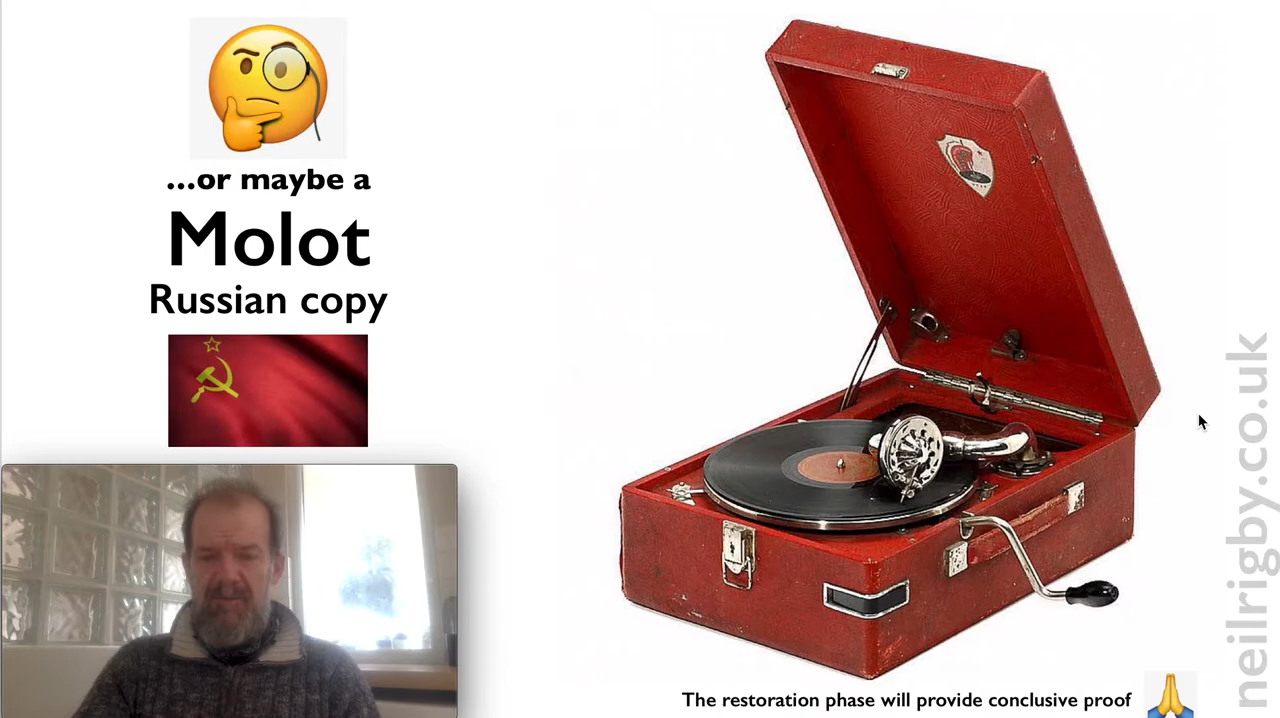 ...or maybe a
Molot
Russian copy
The restoration phase will provide conclusive proof
neilrigby.co.uk